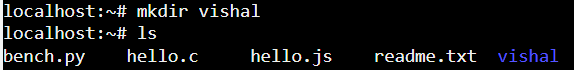 localhost:~# mkdir vishal
localhost:~# ls
bench.py    hello.c     hello.js    readme.txt  vishal